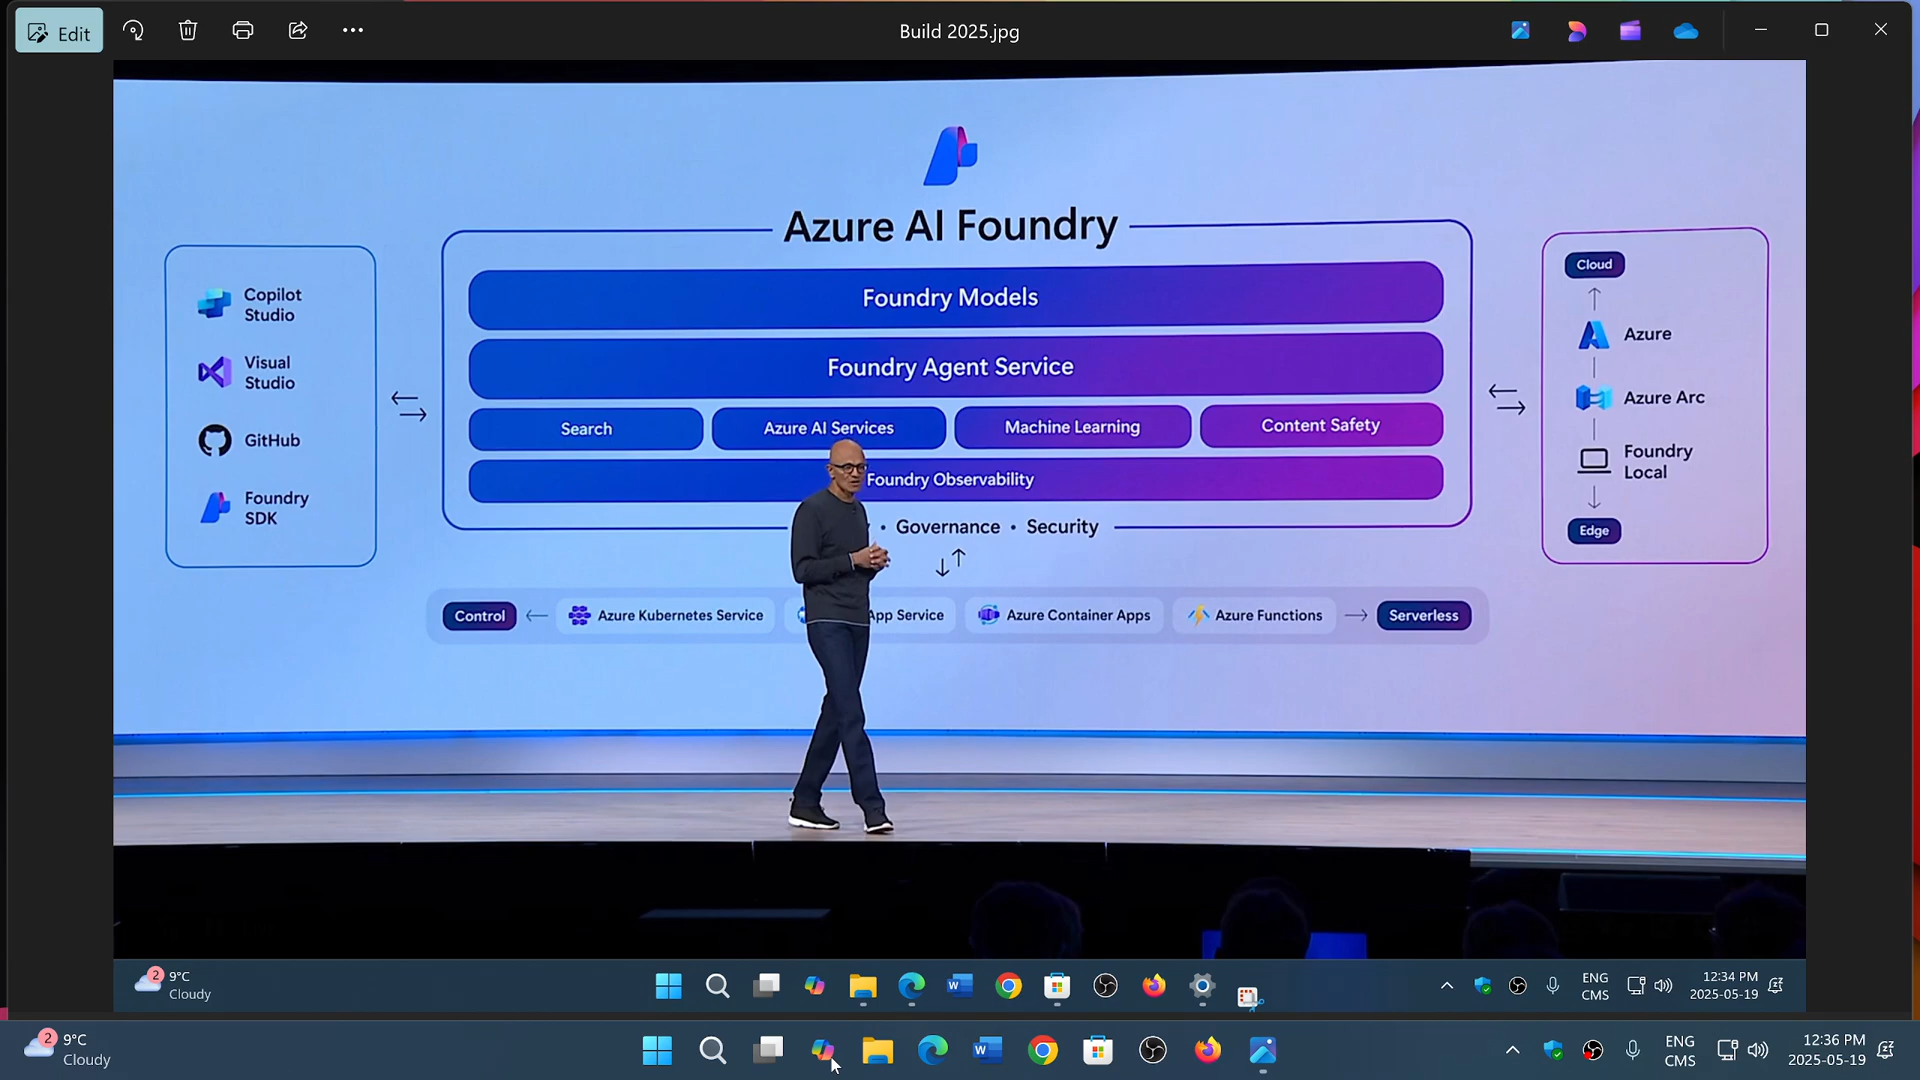 Edit
Build 2025.jpg
Azure AI Foundry
Copilot
Studio
Visual
Studio
GitHub
Foundry
SDK
Foundry Models
Foundry Agent Service
Search
Azure AI Services
Machine Learning
Content Safety
Foundry Observability
• Governance • Security
Control
Azure Kubernetes Service
App Service
Azure Container Apps
Azure Functions
Serverless
Cloud
Azure
Azure Arc
Foundry
Local
Edge
2
9°C
Cloudy
W
ENG
CMS
12:34 PM
2025-05-19
2
9°C
Cloudy
W
ENG
CMS
12:36 PM
2025-05-19